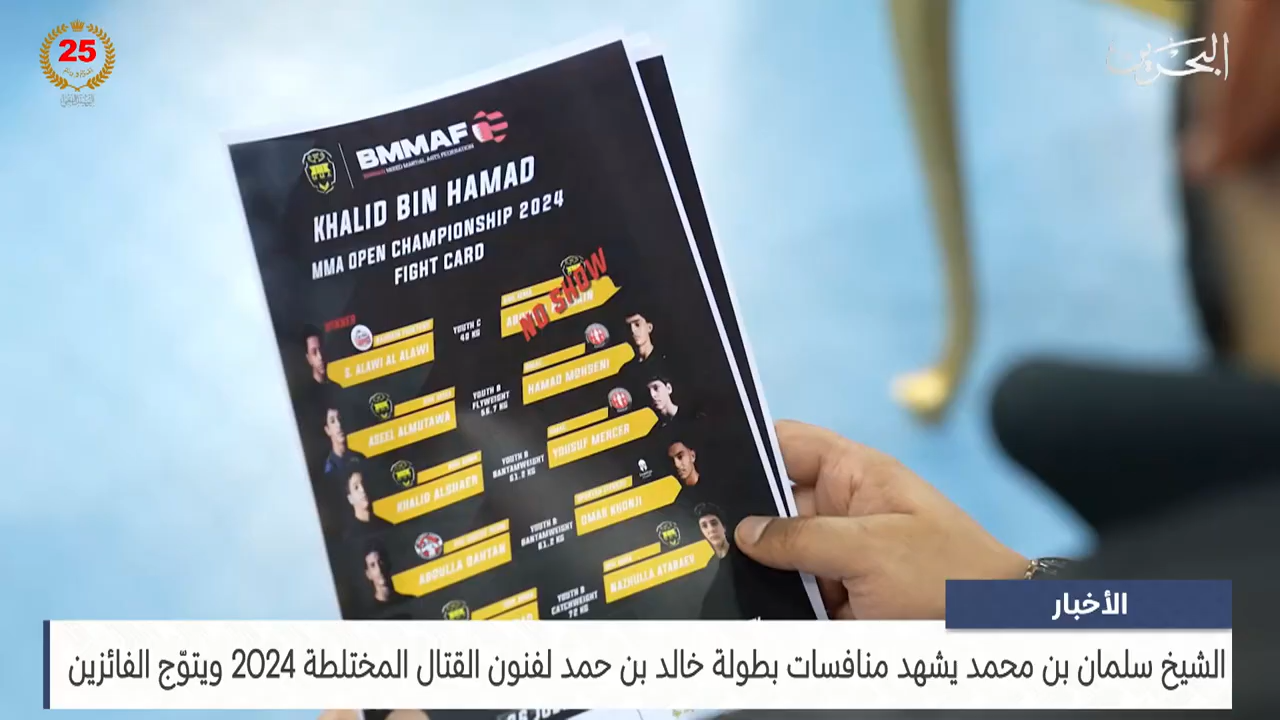 25
البحرين
BMMAF
BAHRAIN MIXED MARTIAL ARTS FEDERATION
KHALID BIN HAMAD
MMA OPEN CHAMPIONSHIP 2024
FIGHT CARD
WINNER
S. ALAWI AL ALAWI
YOUTH C
40 KG
NO SHOW
ASEEL ALMUTAWA
YOUTH B
FLYWEIGHT
56.7 KG
HAMAD MOHSENI
KHALID ALSHAER
YOUTH B
BANTAMWEIGHT
61.2 KG
YOUSUF MERCER
ABDULLA QAHTAN
YOUTH B
BANTAMWEIGHT
61.2 KG
OMAR KHONJI
YOUTH B
CATCHWEIGHT
72 KG
NAZRULLA ATABAEV
الأخبار
الشيخ سلمان بن محمد يشهد منافسات بطولة خالد بن حمد لفنون القتال المختلطة 2024 ويتوّج الفائزين